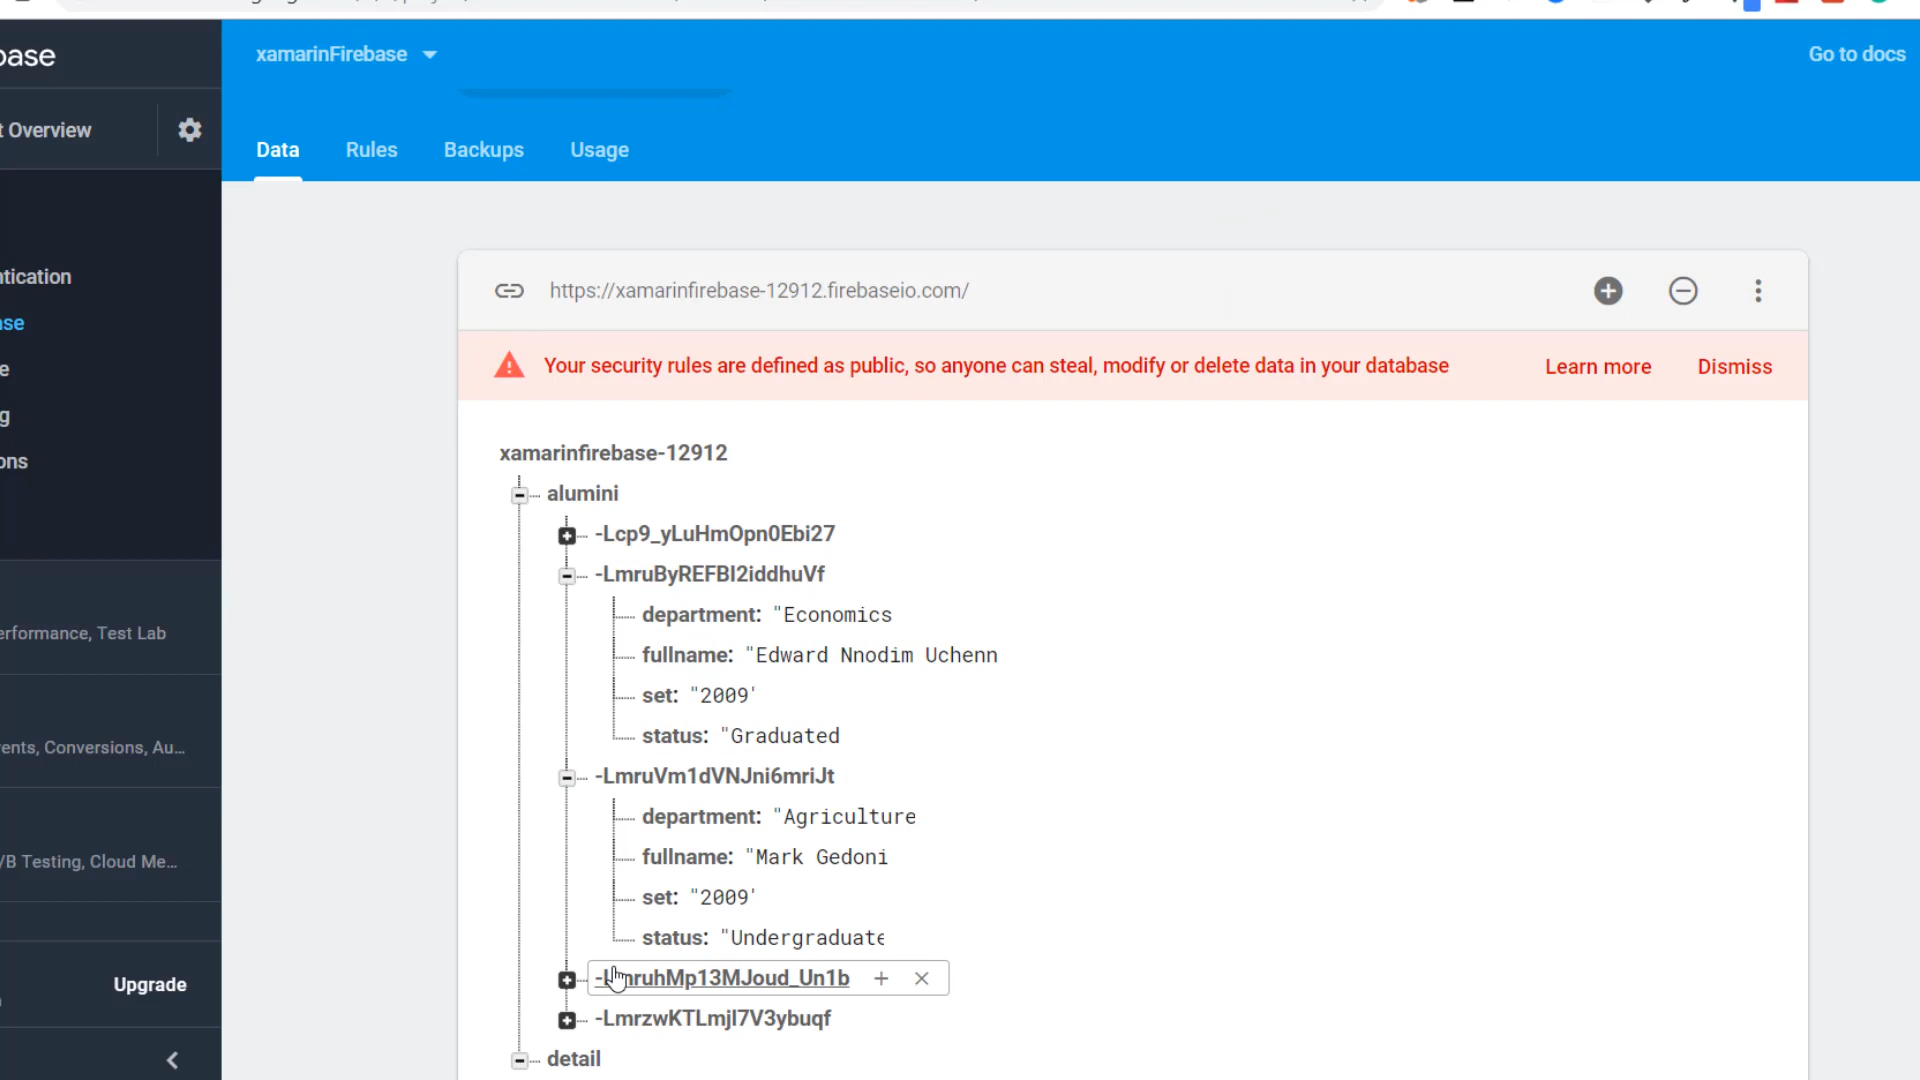 base
xamarinFirebase
Go to docs
t Overview
Data Rules Backups Usage
ntication
ase
e
g
ons
https://xamarinfirebase-12912.firebaseio.com/
Your security rules are defined as public, so anyone can steal, modify or delete data in your database Learn more Dismiss
xamarinfirebase-12912
alumini
-Lcp9_yLuHmOpn0Ebi27
-LmruByREFBI2iddhuVf
department: "Economics
fullname: "Edward Nnodim Uchenn
set: "2009'
status: "Graduated
-LmruVm1dVNJni6mriJt
department: "Agriculture
fullname: "Mark Gedoni
set: "2009'
status: "Undergraduate
-LmruhMp13MJoud_Un1b
-LmrzwKTLmjI7V3ybuqf
detail
erformance, Test Lab
ents, Conversions, Au...
/B Testing, Cloud Me...
Upgrade